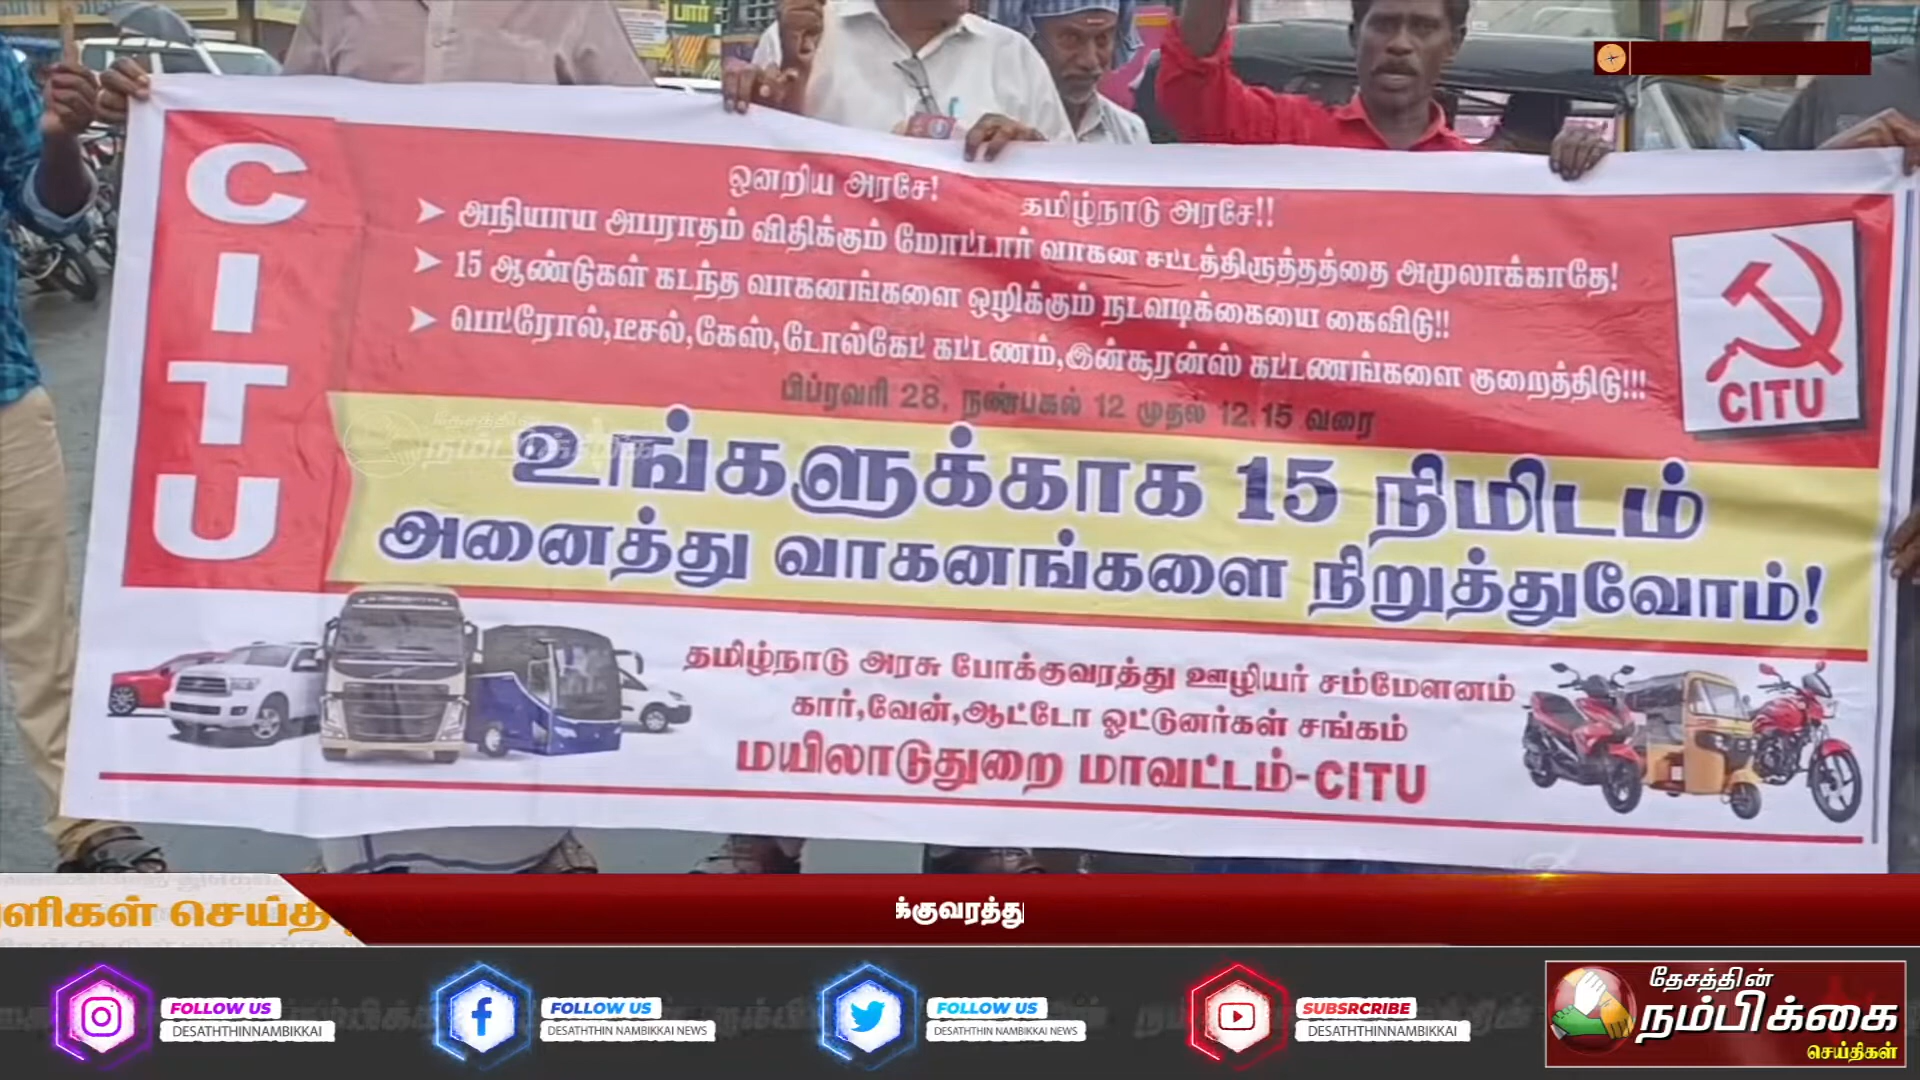 C
I
T
U
ஒன்றிய அரசே! தமிழ்நாடு அரசே!!
அநியாய அபராதம் விதிக்கும் மோட்டார் வாகன சட்டத்திருத்தத்தை அமுலாக்காதே!
15 ஆண்டுகள் கடந்த வாகனங்களை ஒழிக்கும் நடவடிக்கையை கைவிடு!!
பெட்ரோல்,டீசல்,கேஸ்,டோல்கேட் கட்டணம்,இன்சூரன்ஸ் கட்டணங்களை குறைத்திடு!!!
CITU
பிப்ரவரி 28, நண்பகல் 12 முதல் 12.15 வரை
உங்களுக்காக 15 நிமிடம்
அனைத்து வாகனங்களை நிறுத்துவோம்!
தமிழ்நாடு அரசு போக்குவரத்து ஊழியர் சம்மேளனம்
கார்,வேன்,ஆட்டோ ஓட்டுனர்கள் சங்கம்
மயிலாடுதுறை மாவட்டம்-CITU
தேசத்தின்
நம்பிக்கை
செய்தி
க்குவரத்து
FOLLOW US
DESATHTHINNAMBIKKAI
FOLLOW US
DESATHTHIN NAMBIKKAI NEWS
FOLLOW US
DESATHTHIN NAMBIKKAI NEWS
SUBSRCRIBE
DESATHTHINNAMBIKKAI
தேசத்தின்
நம்பிக்கை
செய்திகள்